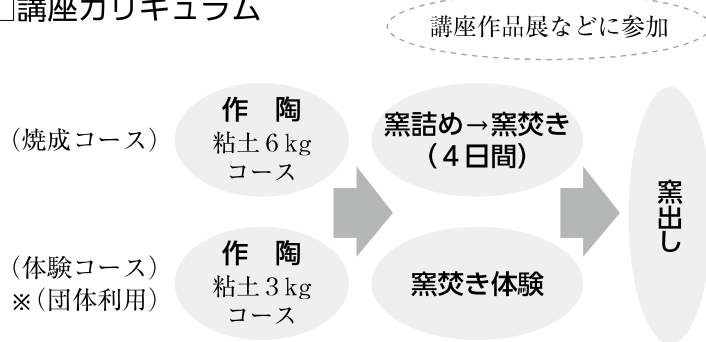 □講座カリキュラム
講座作品展などに参加
（焼成コース）
作　陶
粘土６kg
コース
窯詰め→窯焚き
（４日間）
窯出し
（体験コース）
※（団体利用）
作　陶
粘土３kg
コース
窯焚き体験